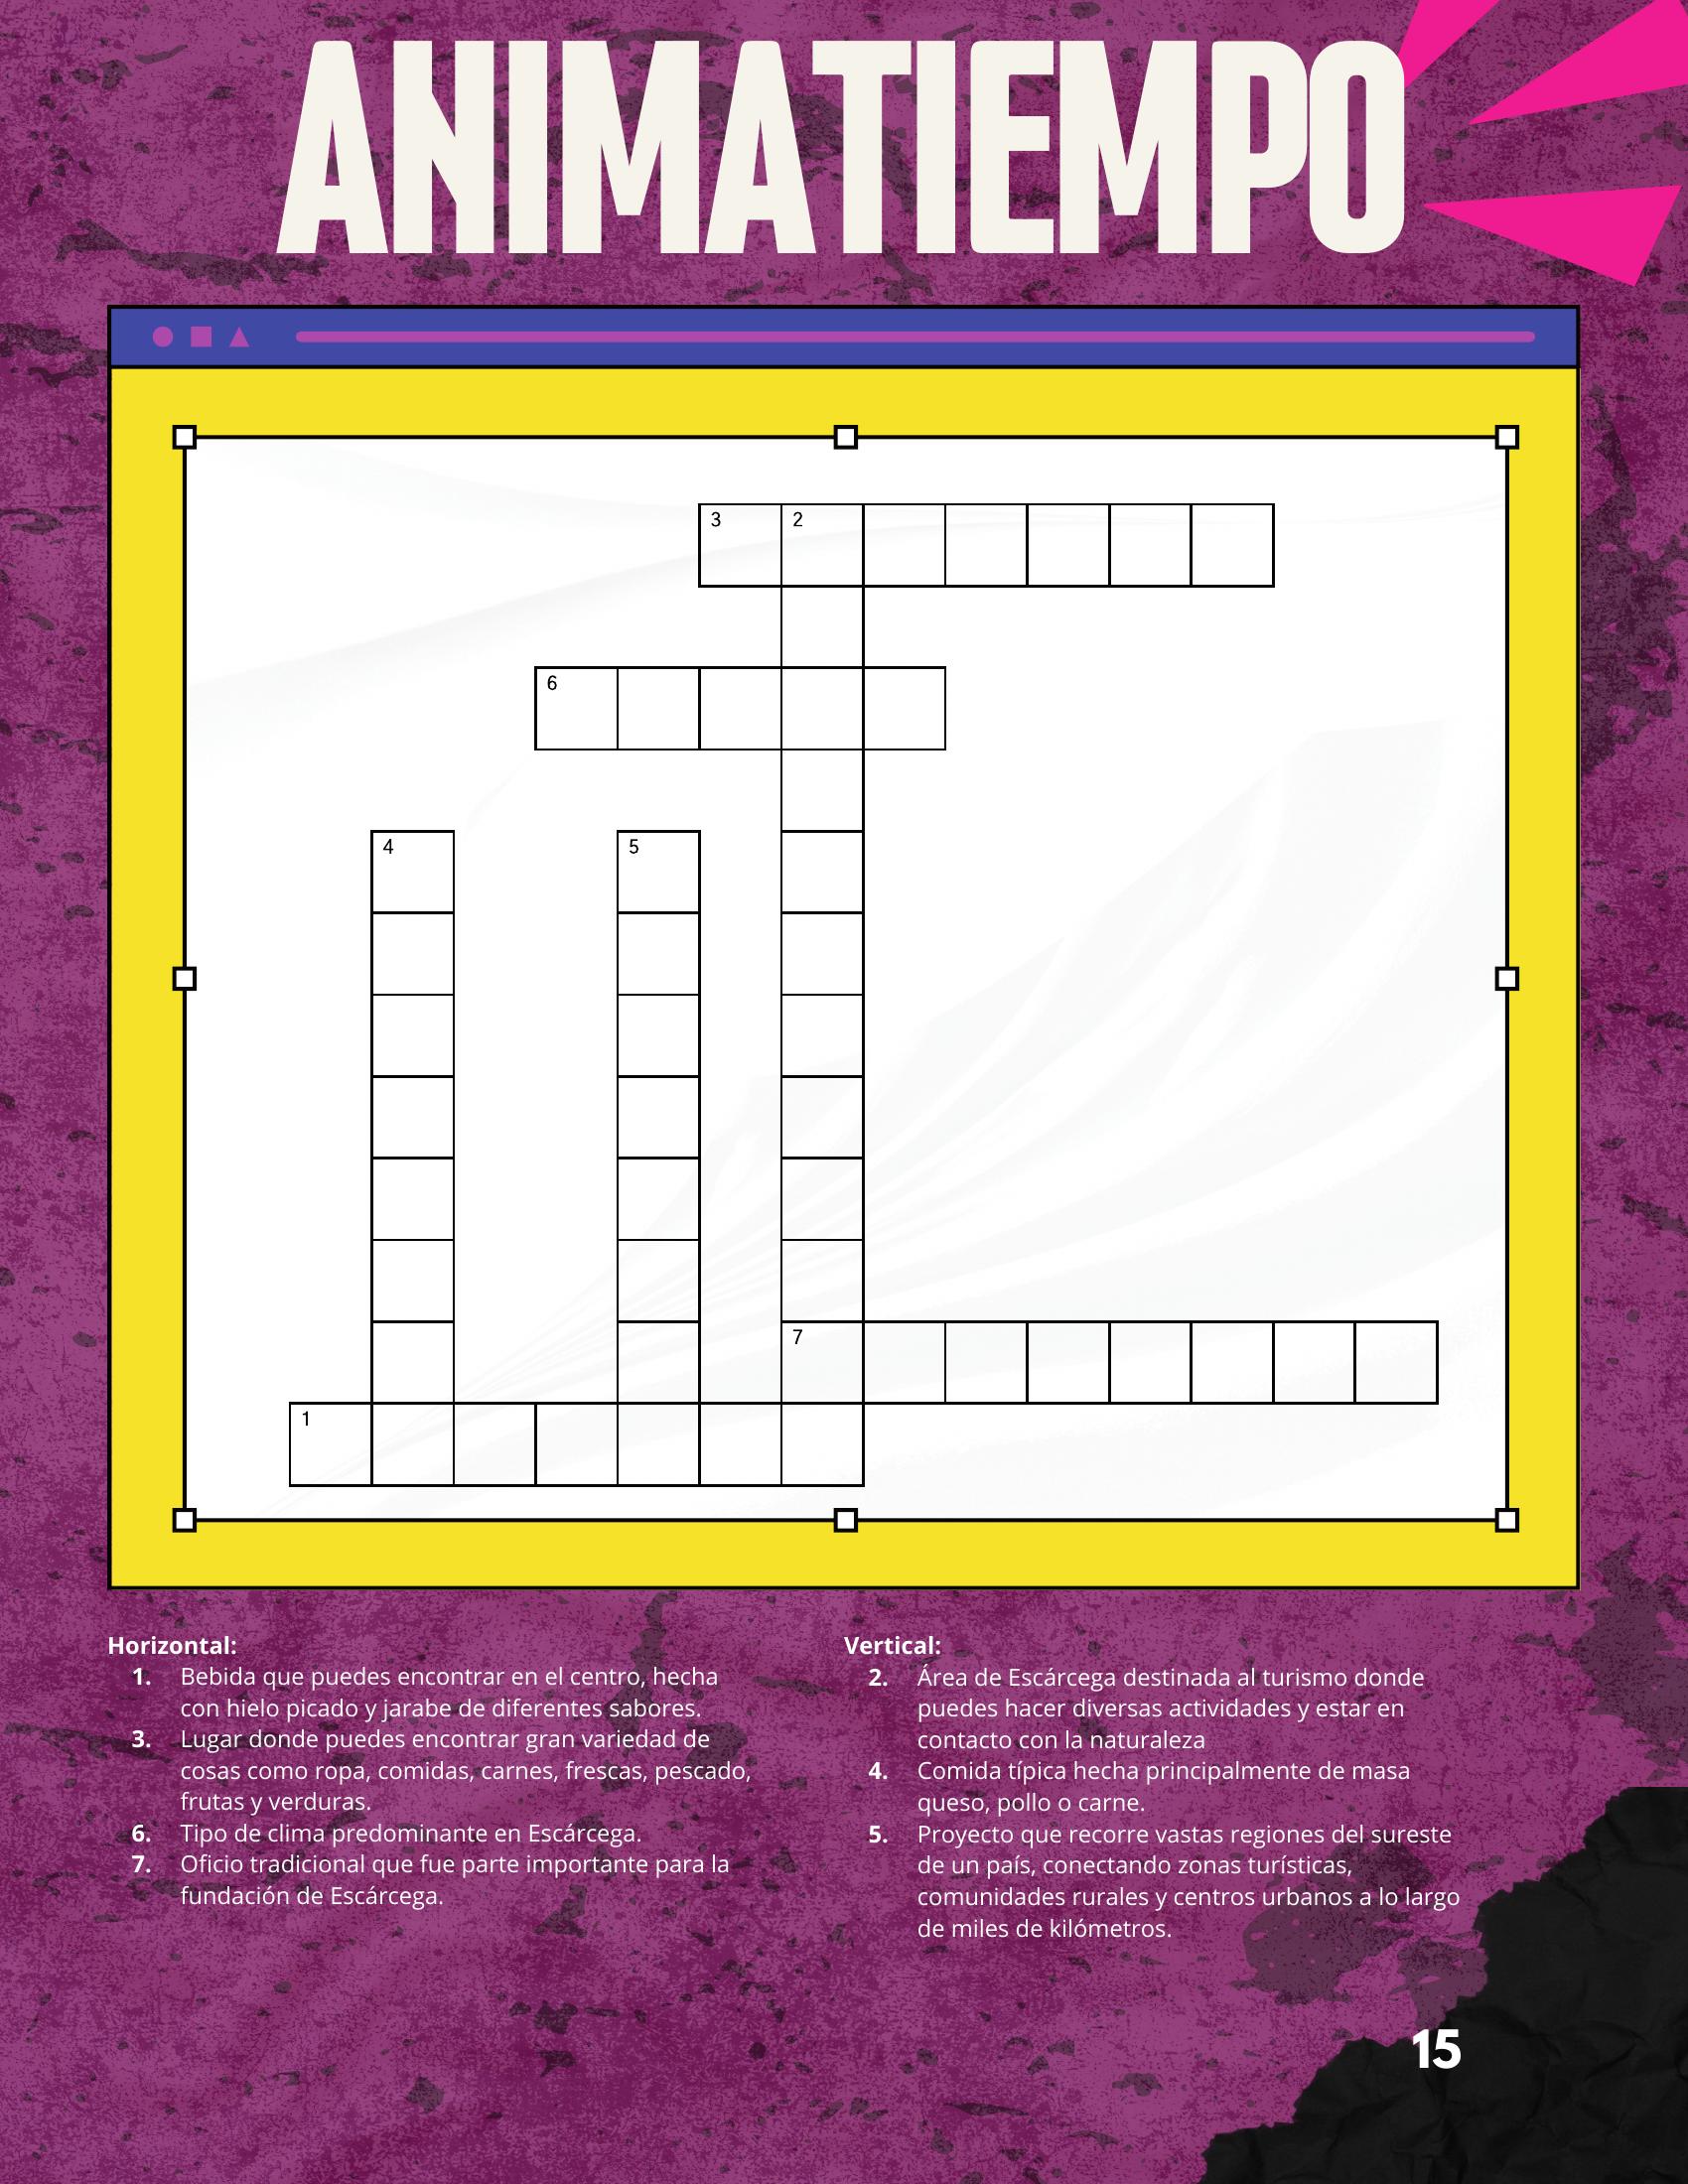 ANIMATIEMPO
3 2
6
4 5
7
1
Horizontal:
1. Bebida que puedes encontrar en el centro, hecha
con hielo picado y jarabe de diferentes sabores.
3. Lugar donde puedes encontrar gran variedad de
cosas como ropa, comidas, carnes, frescas, pescado,
frutas y verduras.
6. Tipo de clima predominante en Escárcega.
7. Oficio tradicional que fue parte importante para la
fundación de Escárcega.
Vertical:
2. Área de Escárcega destinada al turismo donde
puedes hacer diversas actividades y estar en
contacto con la naturaleza
4. Comida típica hecha principalmente de masa
queso, pollo o carne.
5. Proyecto que recorre vastas regiones del sureste
de un país, conectando zonas turísticas,
comunidades rurales y centros urbanos a lo largo
de miles de kilómetros.
15